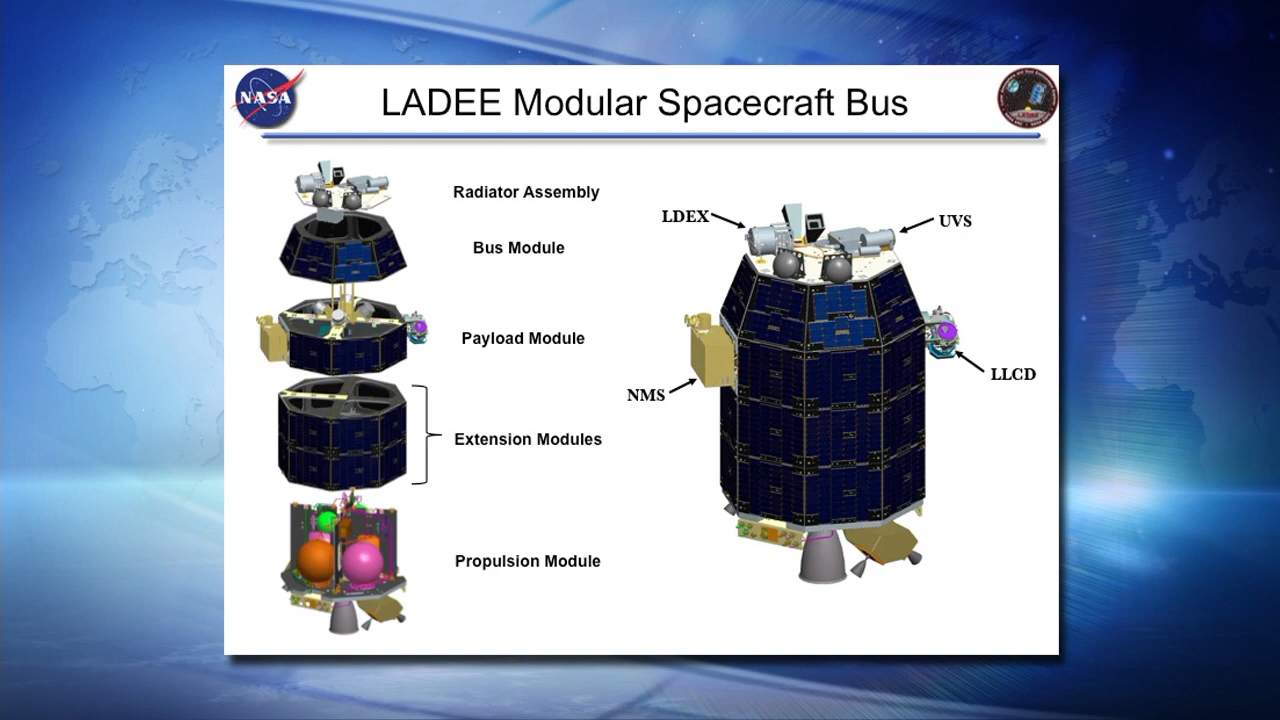 NASA
LADEE Modular Spacecraft Bus
Radiator Assembly
Bus Module
Payload Module
Extension Modules
Propulsion Module
LDEX
UVS
LLCD
NMS